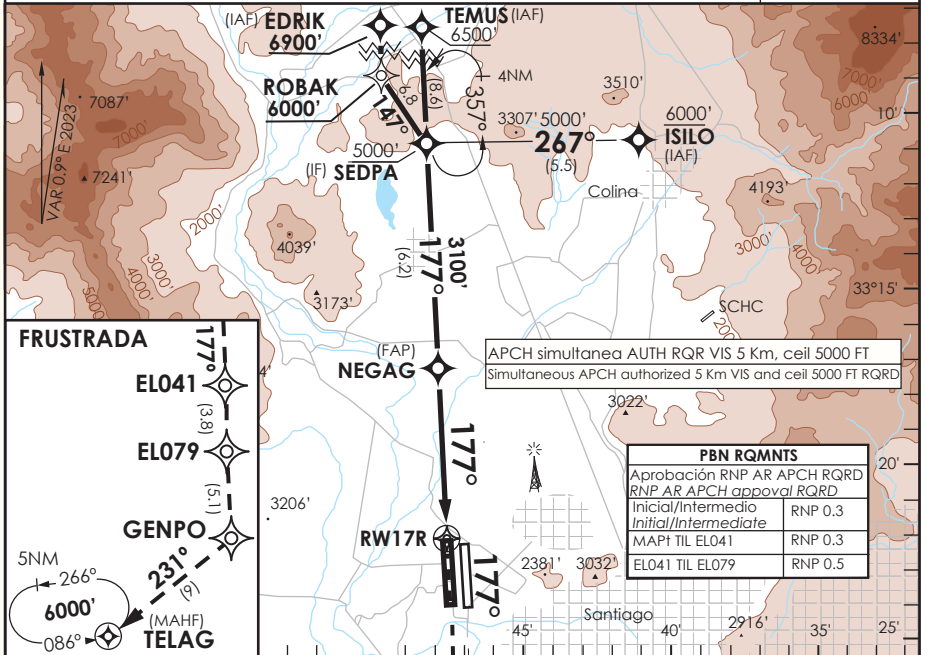 (IAF) EDRIK
6900'
TEMUS (IAF)
6500'
8334'
7000'
6000'
ROBAK
6000'
4NM
3510'
10'
VAR 0.9° E 2023
7087'
7000'
7241'
6.8
147°
(8.6)
357°
3307'
5000'
267°
(5.5)
6000'
ISILO
(IAF)
5000'
(IF) SEDPA
Colina
4193'
2000'
3000'
4000'
5000
4039'
3100'
177°
(6.2)
3000'
4000'
3173'
33°15'
SCHC
200
FRUSTRADA
177°
EL041
4'
(3.8)
EL079
(5.1)
GENPO
231°
(9)
5NM
266°
6000'
086°
(MAHF)
TELAG
(FAP)
NEGAG
APCH simultanea AUTH RQR VIS 5 Km, ceil 5000 FT
Simultaneous APCH authorized 5 Km VIS and ceil 5000 FT RQRD
3022'
177°
20'
3206'
PBN RQMNTS
Aprobación RNP AR APCH RQRD
RNP AR APCH appoval RQRD
Inicial/Intermedio
Initial/Intermediate
RNP 0.3
MAPt TIL EL041
RNP 0.3
EL041 TIL EL079
RNP 0.5
RW17R
177°
2381'
3032'
Santiago
2916'
45'
40'
35'
25'